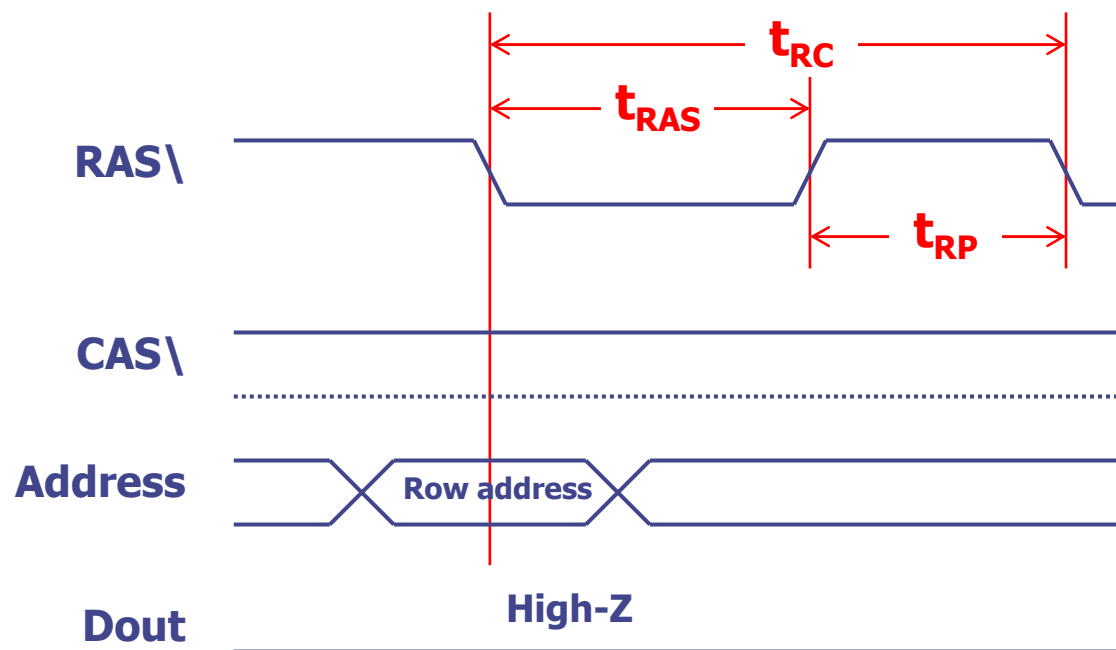 tRC
tRAS
RAS\
tRP
CAS\
Address
Row address
High-Z
Dout